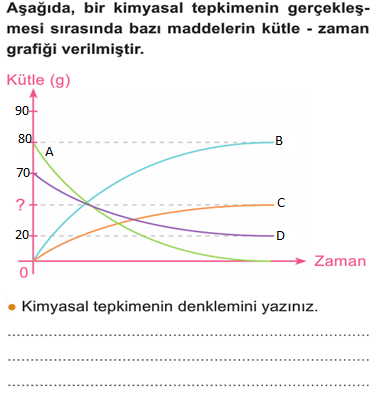 Aşağıda, bir kimyasal tepkimenin gerçekleş-
mesi sırasında bazı maddelerin kütle - zaman
grafiği verilmiştir.
Kütle (g)
90
80
A
B
70
?
C
20
D
0
Zaman
• Kimyasal tepkimenin denklemini yazınız.